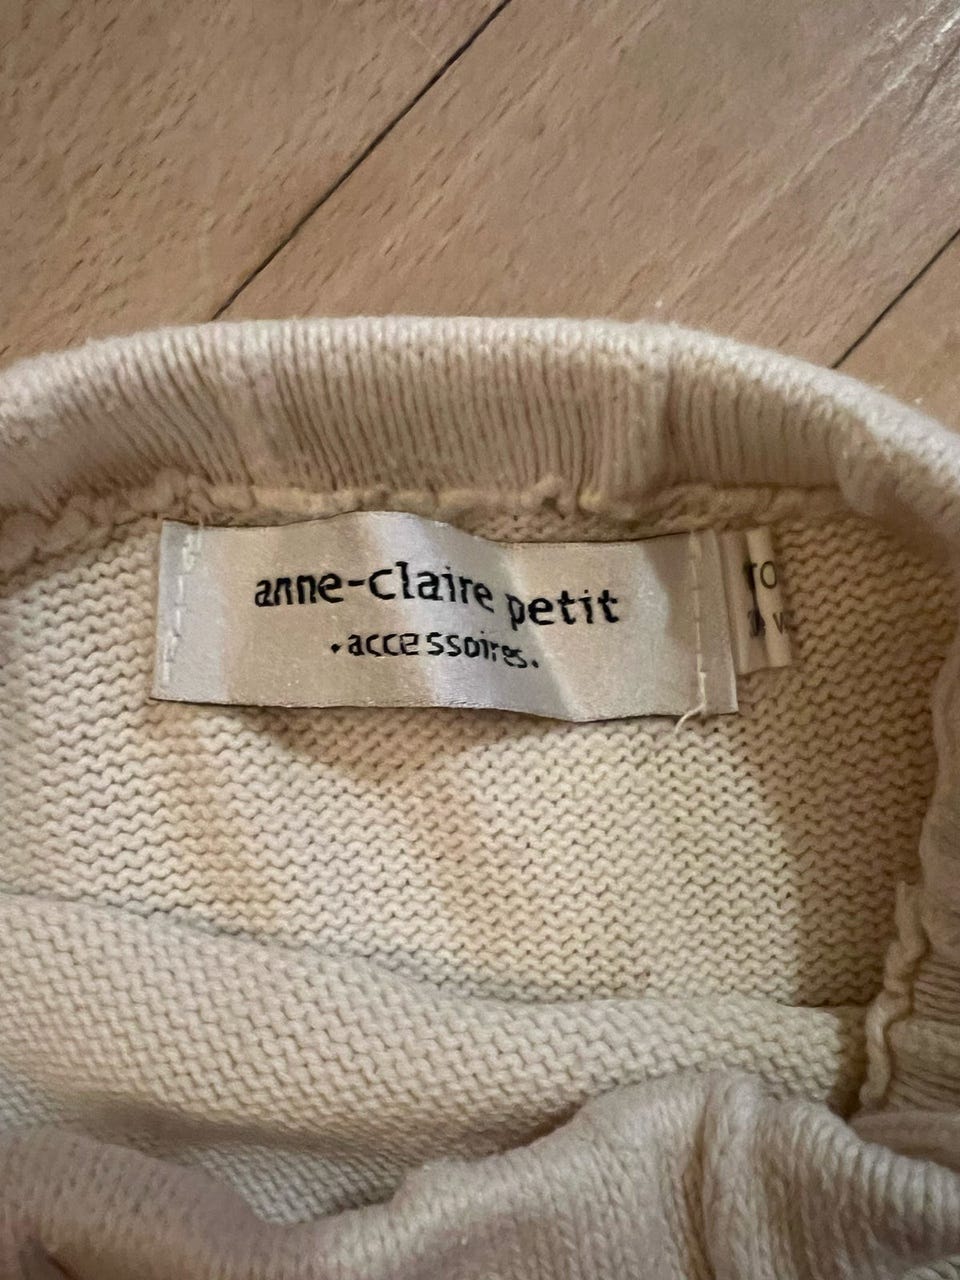 anne-claire petit
•accessoires•